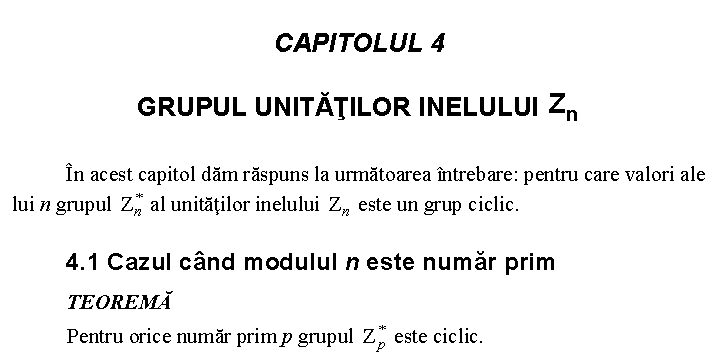 CAPITOLUL 4
GRUPUL UNITĂŢILOR INELULUI Zₙ
În acest capitol dăm răspuns la următoarea întrebare: pentru care valori ale
lui n grupul Zₙ* al unităţilor inelului Zₙ este un grup ciclic.
4.1 Cazul când modulul n este număr prim
TEOREMĂ
Pentru orice număr prim p grupul Zₚ* este ciclic.